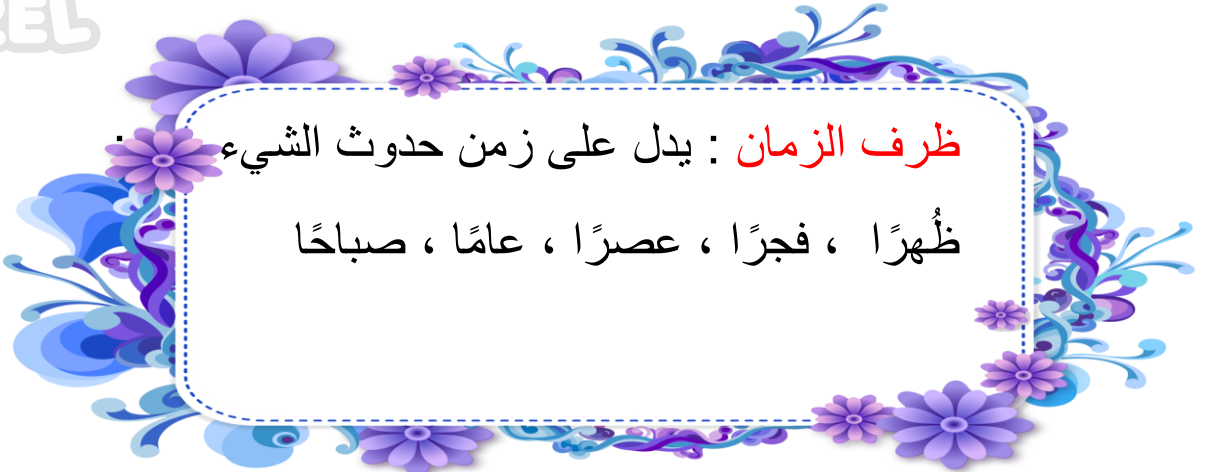 ظرف الزمان : يدل على زمن حدوث الشيء .
ظُهرًا ، فجرًا ، عصرًا ، عامًا ، صباحًا